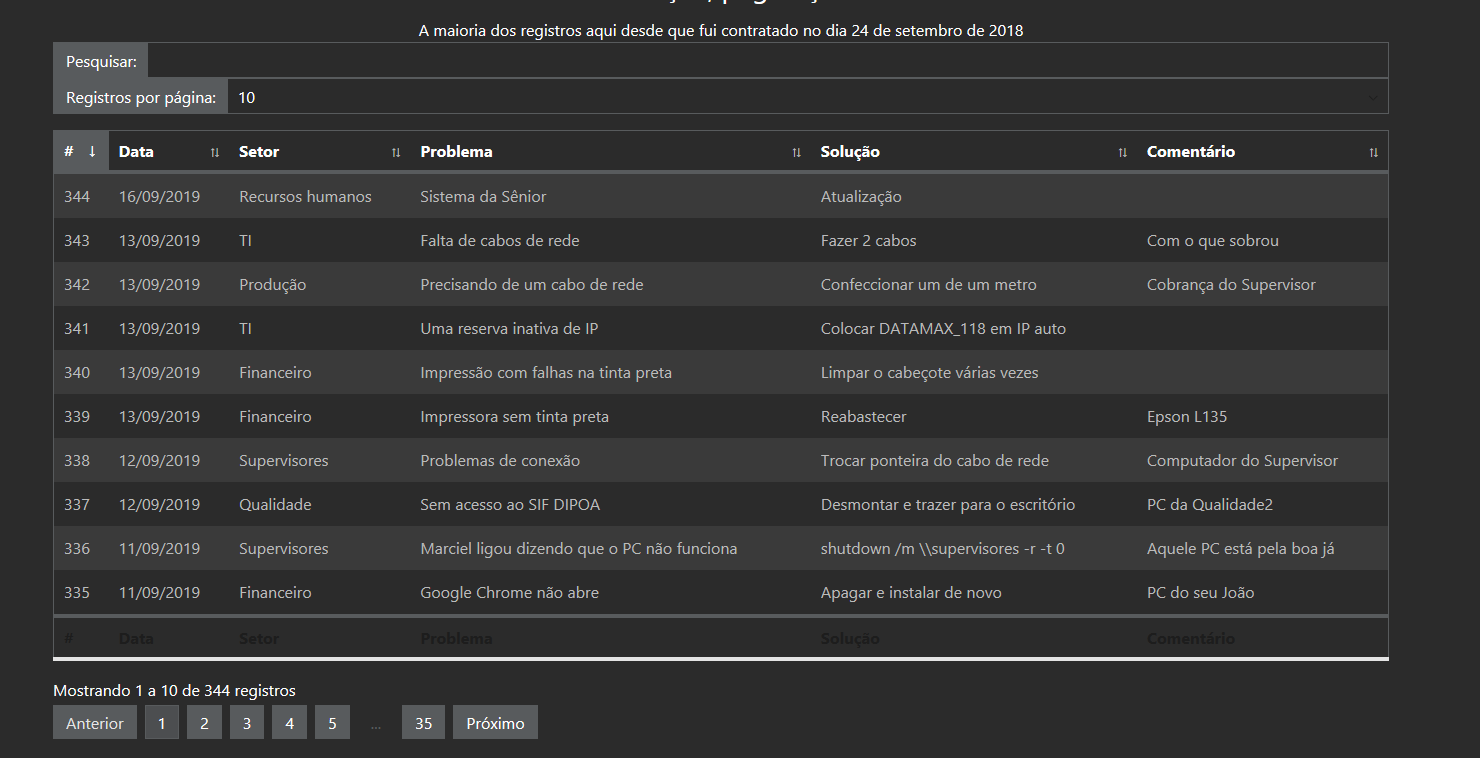 A maioria dos registros aqui desde que fui contratado no dia 24 de setembro de 2018
Pesquisar:
Registros por página: 10
# Data Setor Problema Solução Comentário
344 16/09/2019 Recursos humanos Sistema da Sênior Atualização
343 13/09/2019 TI Falta de cabos de rede Fazer 2 cabos Com o que sobrou
342 13/09/2019 Produção Precisando de um cabo de rede Confeccionar um de um metro Cobrança do Supervisor
341 13/09/2019 TI Uma reserva inativa de IP Colocar DATAMAX_118 em IP auto
340 13/09/2019 Financeiro Impressão com falhas na tinta preta Limpar o cabeçote várias vezes
339 13/09/2019 Financeiro Impressora sem tinta preta Reabastecer Epson L135
338 12/09/2019 Supervisores Problemas de conexão Trocar ponteira do cabo de rede Computador do Supervisor
337 12/09/2019 Qualidade Sem acesso ao SIF DIPOA Desmontar e trazer para o escritório PC da Qualidade2
336 11/09/2019 Supervisores Marciel ligou dizendo que o PC não funciona shutdown /m \\supervisores -r -t 0 Aquele PC está pela boa já
335 11/09/2019 Financeiro Google Chrome não abre Apagar e instalar de novo PC do seu João
# Data Setor Problema Solução Comentário
Mostrando 1 a 10 de 344 registros
Anterior 1 2 3 4 5 ... 35 Próximo